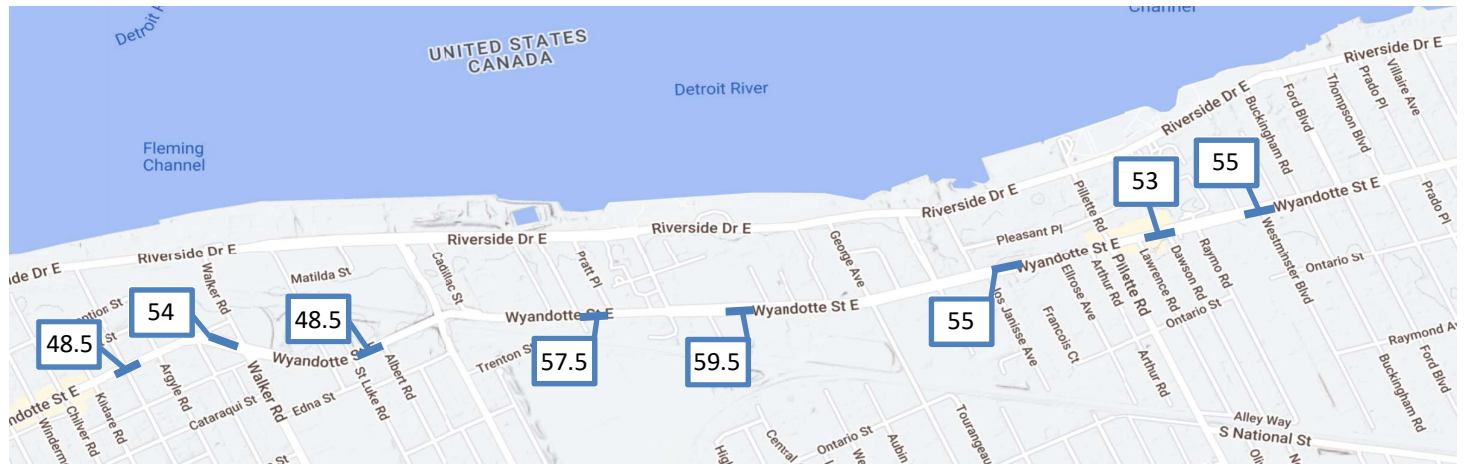 Channel
Detroit
UNITED STATES
CANADA
Detroit River
Fleming
Channel
Riverside Dr E
Riverside Dr E
Riverside Dr E
Riverside Dr E
Riverside Dr E
Riverside Dr E
Villaire Ave
Prado Pl
Thompson Blvd
Ford Blvd
Buckingham Rd
55
53
Wyandotte St E
Prado Pl
Pillette Rd
Pleasant Pl
George Ave
Pratt Pl
Cadillac St
Matilda St
Walker Rd
Wyandotte St E
Westminster Blvd
Ontario St
Raymo Rd
Dawson Rd
Lawrence Rd
Pillette Rd
Arthur Rd
Ellrose Ave
Francois Ct
Jos Janisse Ave
55
Wyandotte St E
Wyandotte St E
54
48.5
48.5
57.5
59.5
Wyandotte St
Trenton St
Albert Rd
St Luke Rd
Edna St
Walker Rd
Cataraqui St
Argyle Rd
Kildare Rd
Chilver Rd
Ontario St
Raymond Av
Ford Blvd
Buckingham Rd
Arthur Rd
Alley Way
S National St
Tourangeau
Aubin
Ontario St
Central